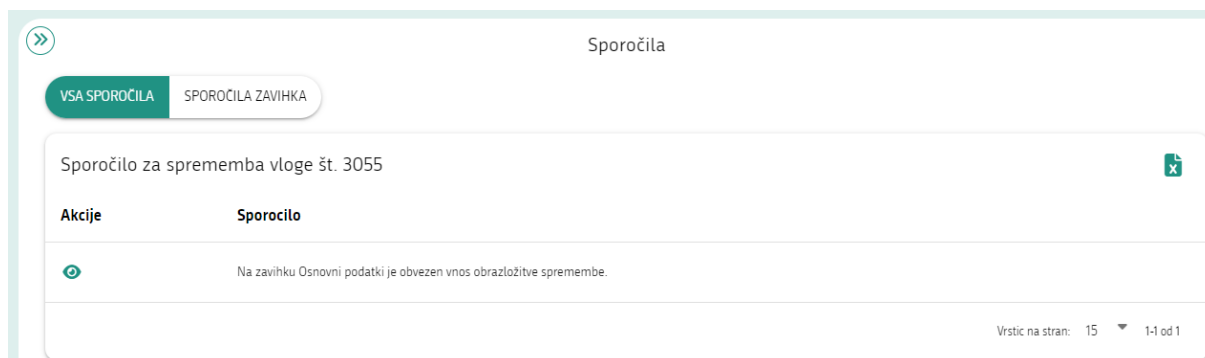 Sporočila
VSA SPOROČILA SPOROČILA ZAVIHKA
Sporočilo za sprememba vloge št. 3055
Akcije Sporocilo
Na zavihku Osnovni podatki je obvezen vnos obrazložitve spremembe.
Vrstic na stran: 15 1-1 od 1